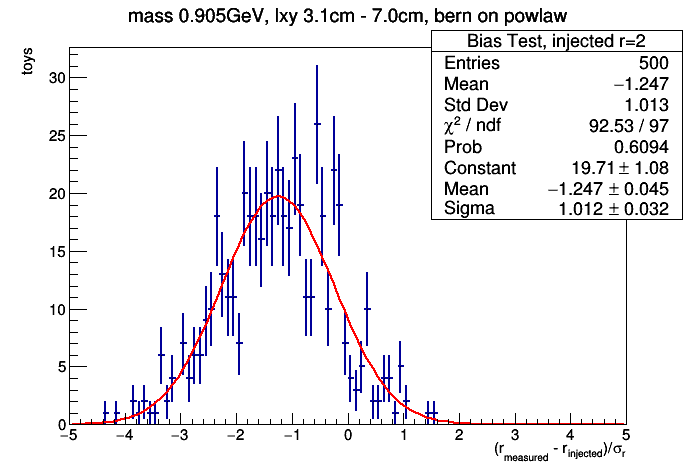 mass 0.905GeV, lxy 3.1cm - 7.0cm, bern on powlaw
toys
Bias Test, injected r=2
Entries 500
Mean −1.247
Std Dev 1.013
χ² / ndf 92.53 / 97
Prob 0.6094
Constant 19.71 ± 1.08
Mean −1.247 ± 0.045
Sigma 1.012 ± 0.032
30
25
20
15
10
5
0
−5 −4 −3 −2 −1 0 1 2 3 4 5
(r_measured - r_injected)/σ_r